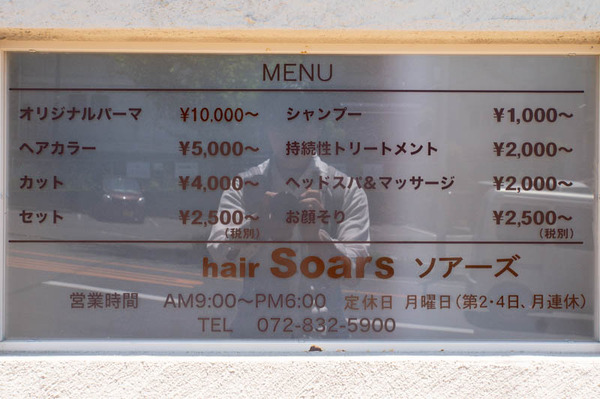 MENU
オリジナルパーマ ¥10,000〜 シャンプー ¥1,000〜
ヘアカラー ¥5,000〜 持続性トリートメント ¥2,000〜
カット ¥4,000〜 ヘッドスパ&マッサージ ¥2,000〜
セット ¥2,500〜 お顔そり ¥2,500〜
(税別) (税別)
hair Soars ソアーズ
営業時間 AM9:00〜PM6:00 定休日 月曜日(第2・4日、月連休)
TEL 072-832-5900